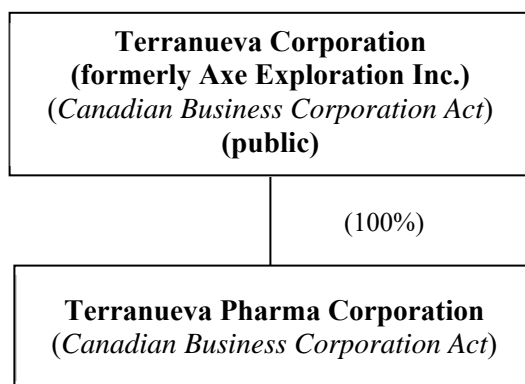 Terranueva Corporation
(formerly Axe Exploration Inc.)
(Canadian Business Corporation Act)
(public)
(100%)
Terranueva Pharma Corporation
(Canadian Business Corporation Act)